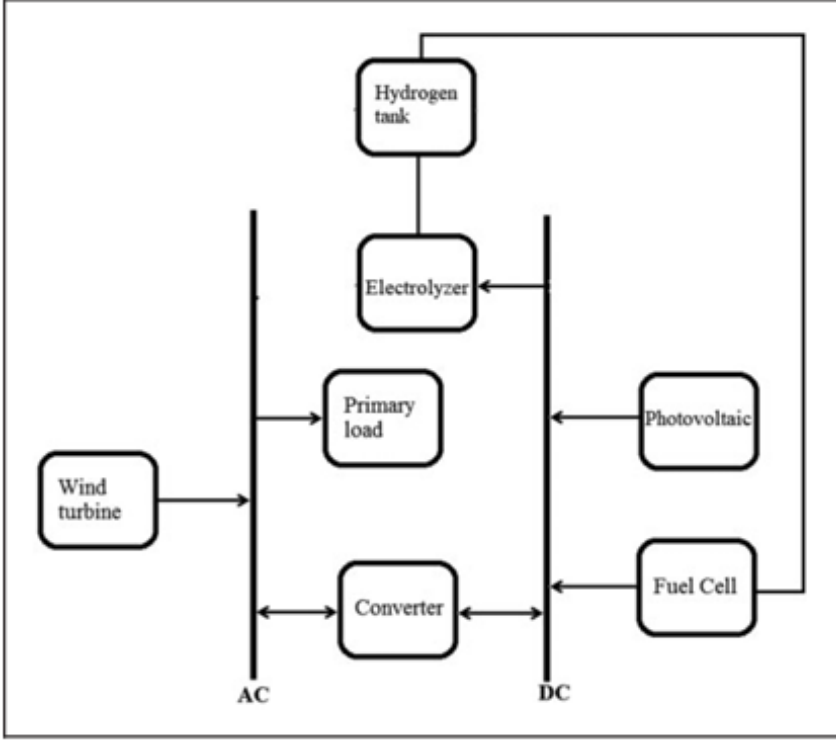 Hydrogen
tank
Electrolyzer
Primary
load
Photovoltaic
Wind
turbine
Converter
Fuel Cell
AC
DC